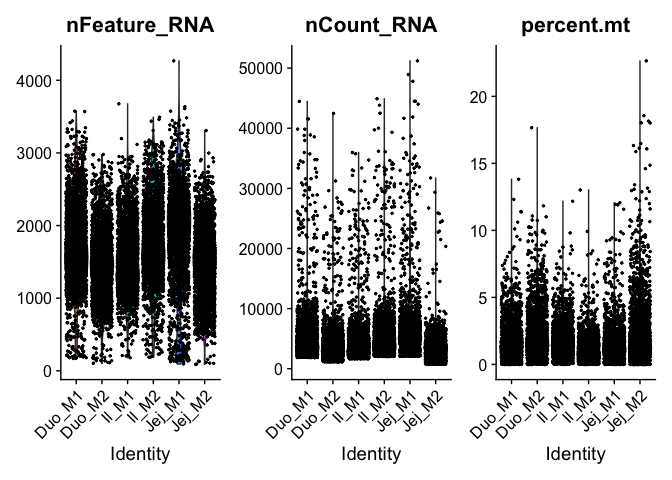 nFeature_RNA
4000
3000
2000
1000
0
Duo_M1
Duo_M2
Il_M1
Il_M2
Jej_M1
Jej_M2
Identity
nCount_RNA
50000
40000
30000
20000
10000
0
Duo_M1
Duo_M2
Il_M1
Il_M2
Jej_M1
Jej_M2
Identity
percent.mt
20
15
10
5
0
Duo_M1
Duo_M2
Il_M1
Il_M2
Jej_M1
Jej_M2
Identity